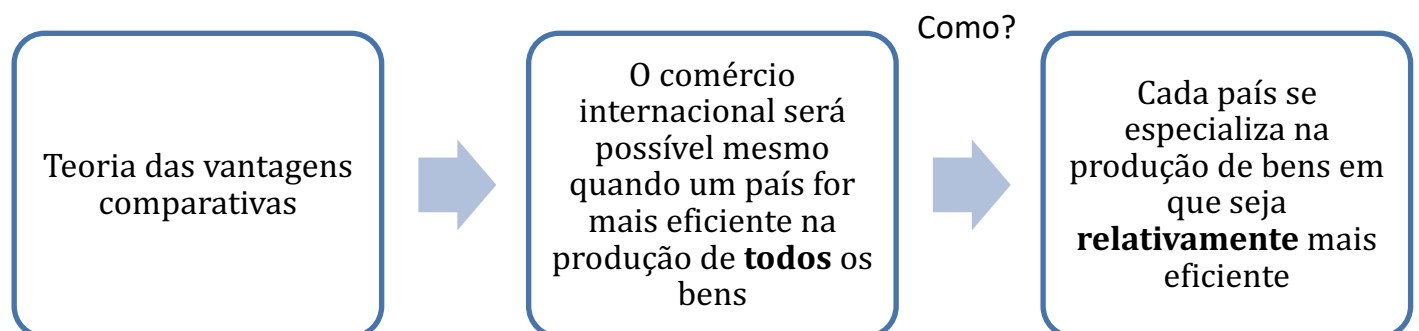 Teoria das vantagens
comparativas
O comércio
internacional será
possível mesmo
quando um país for
mais eficiente na
produção de todos os
bens
Como?
Cada país se
especializa na
produção de bens em
que seja
relativamente mais
eficiente